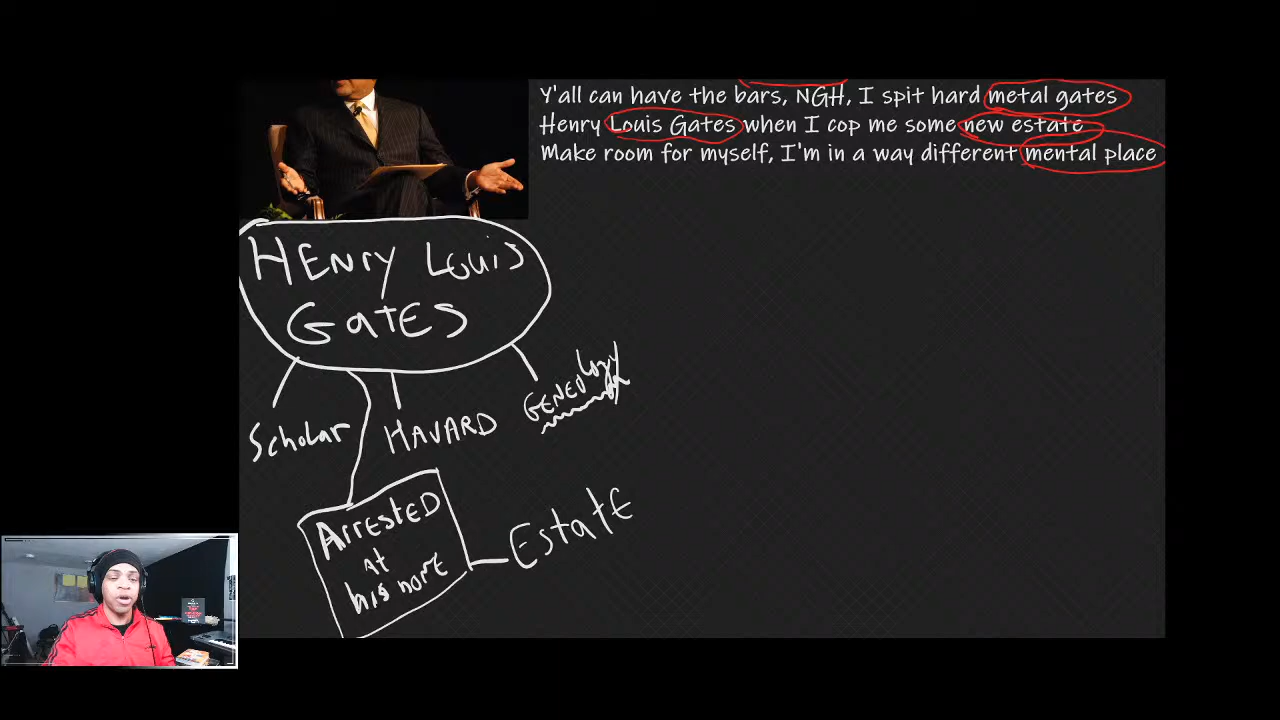 Y'all can have the bars, NGH, I spit hard metal gates
Henry Louis Gates when I cop me some new estate
Make room for myself, I'm in a way different mental place
HENry Louis
GatES
Scholar
HAVARD
GENEOLogy
ArrEstED
At
his
EstatE